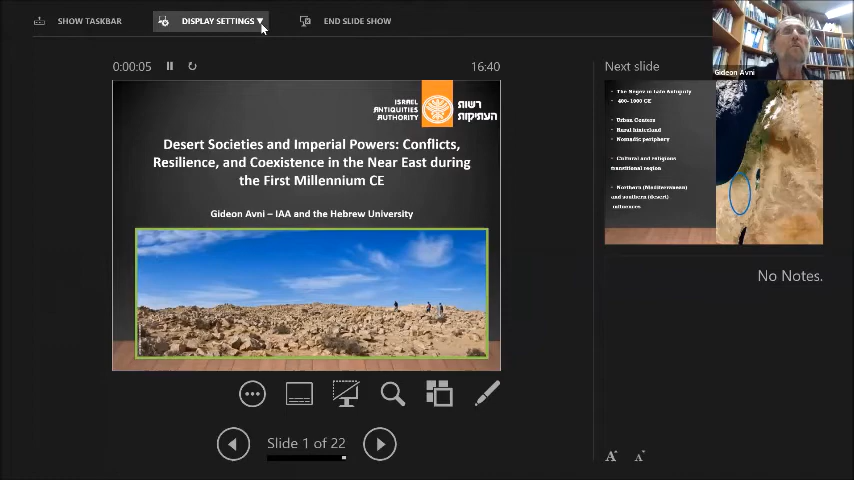 SHOW TASKBAR
DISPLAY SETTINGS ▼
END SLIDE SHOW
Gideon Avni
0:00:05
16:40
Next slide
ISRAEL
ANTIQUITIES
AUTHORITY
רשות
העתיקות
Desert Societies and Imperial Powers: Conflicts,
Resilience, and Coexistence in the Near East during
the First Millennium CE
Gideon Avni – IAA and the Hebrew University
• The Negev in Late Antiquity
• 400-1000 CE
• Urban Centers
• Rural hinterland
• Nomadic periphery
• Cultural and religious
transitional region
• Northern (Mediterranean)
and southern (desert)
influences
No Notes.
Slide 1 of 22
A A